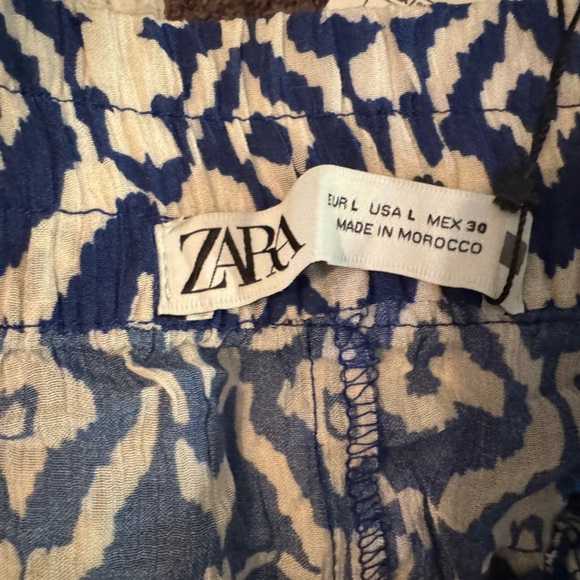 ZARA
EUR L USA L MEX 30
MADE IN MOROCCO